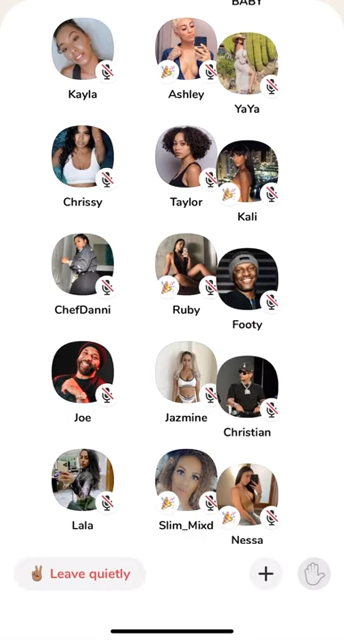 BABY
Kayla
Ashley
YaYa
Chrissy
Taylor
Kali
ChefDanni
Ruby
Footy
Joe
Jazmine
Christian
Lala
Slim_Mixd
Nessa
Leave quietly